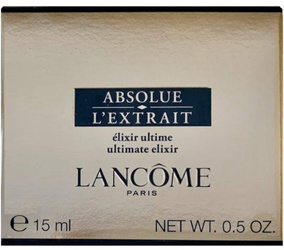 ABSOLUE
L'EXTRAIT
élixir ultime
ultimate elixir
LANCÔME
PARIS
℮ 15 ml NET WT. 0.5 OZ.